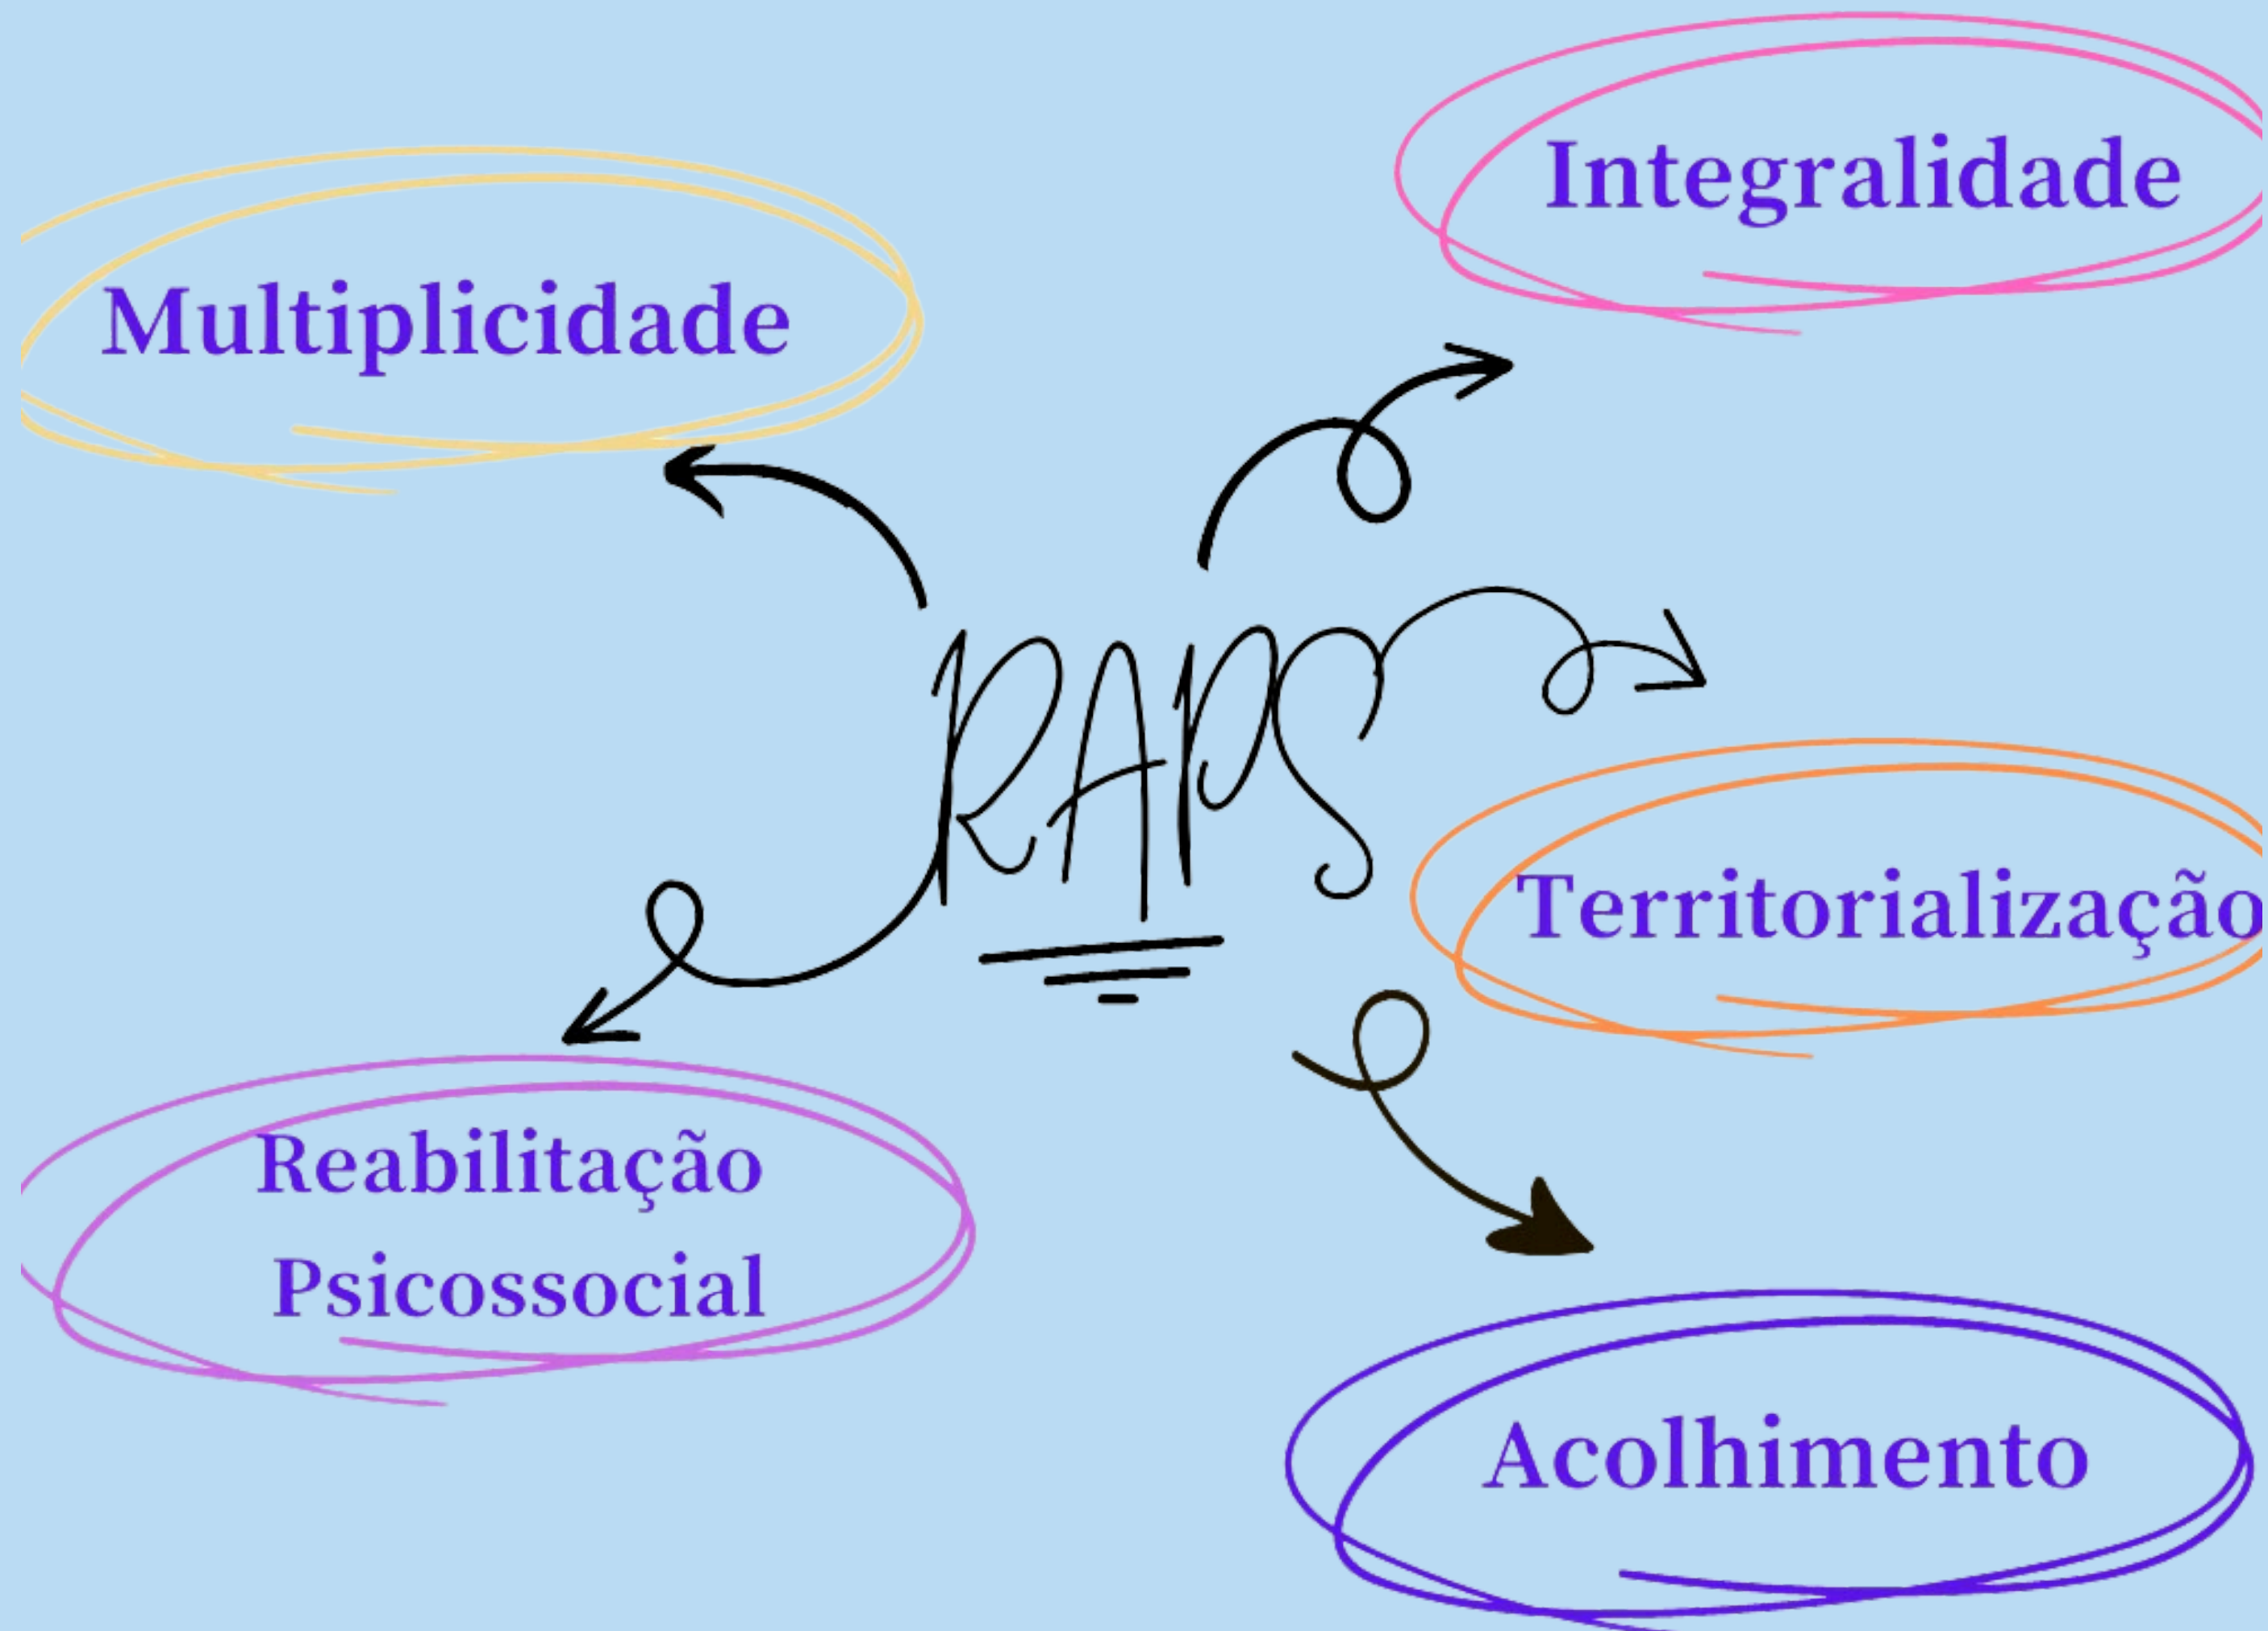 Integralidade
Multiplicidade
RAPS
Territorialização
Reabilitação
Psicossocial
Acolhimento